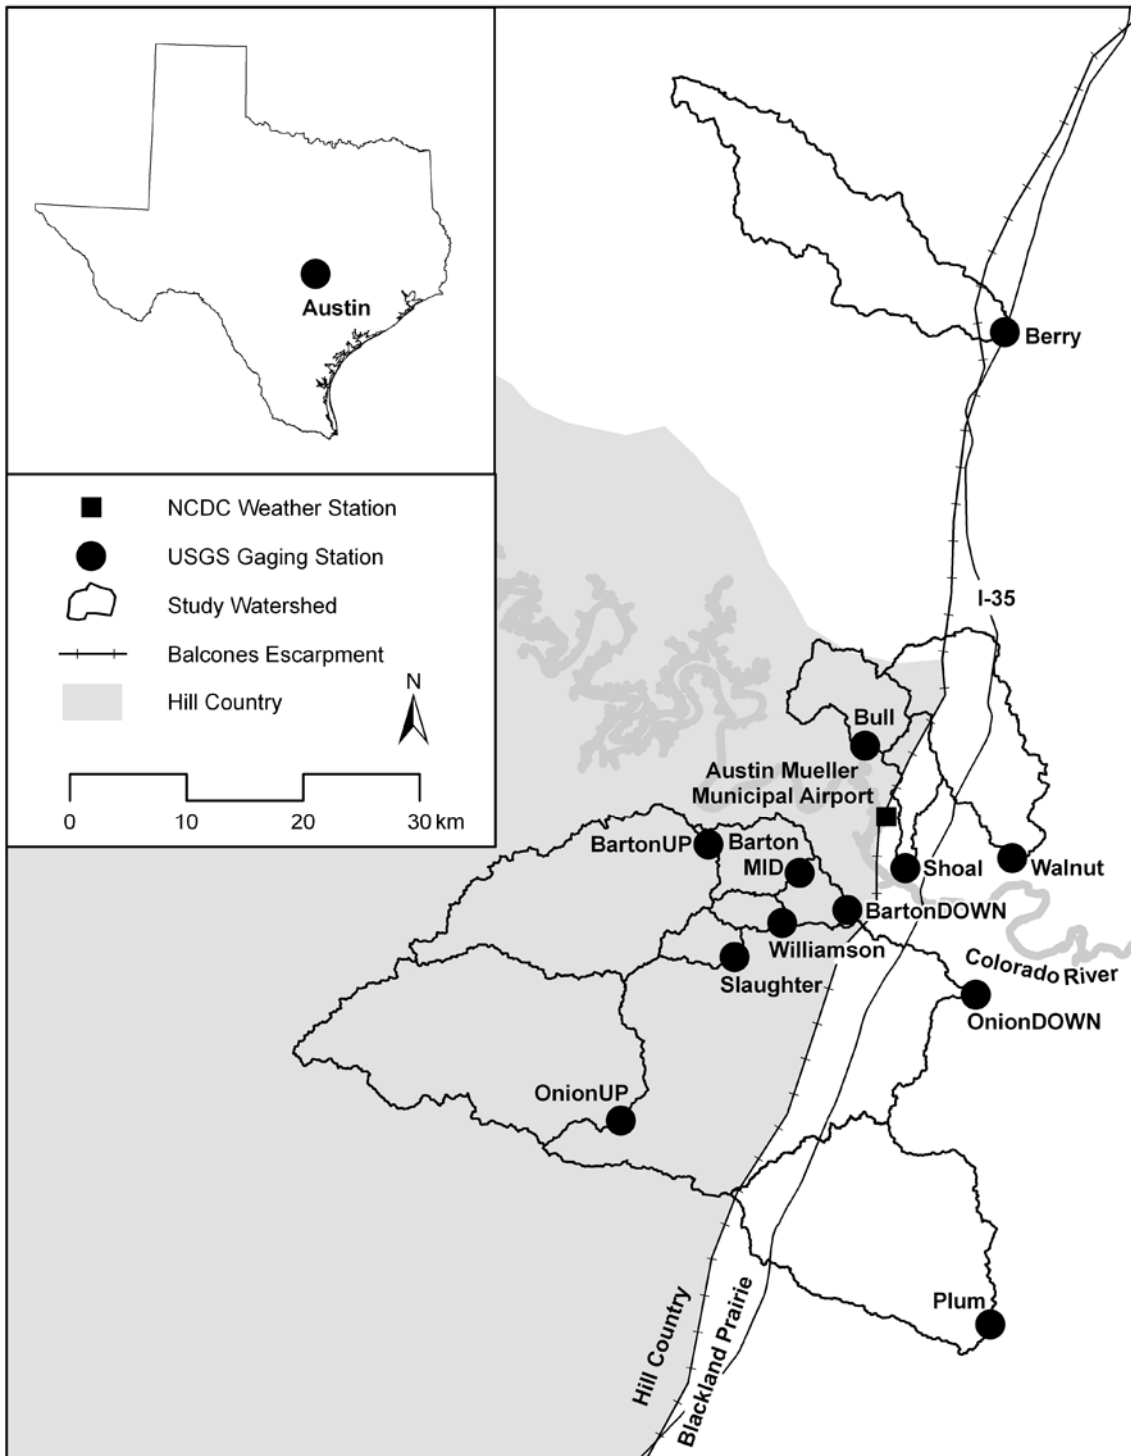 Austin
NCDC Weather Station
USGS Gaging Station
Study Watershed
Balcones Escarpment
Hill Country
N
0 10 20 30 km
Berry
I-35
Bull
Austin Mueller
Municipal Airport
BartonUP
Barton
MID
Shoal
Walnut
BartonDOWN
Williamson
Slaughter
Colorado River
OnionDOWN
OnionUP
Plum
Hill Country
Blackland Prairie